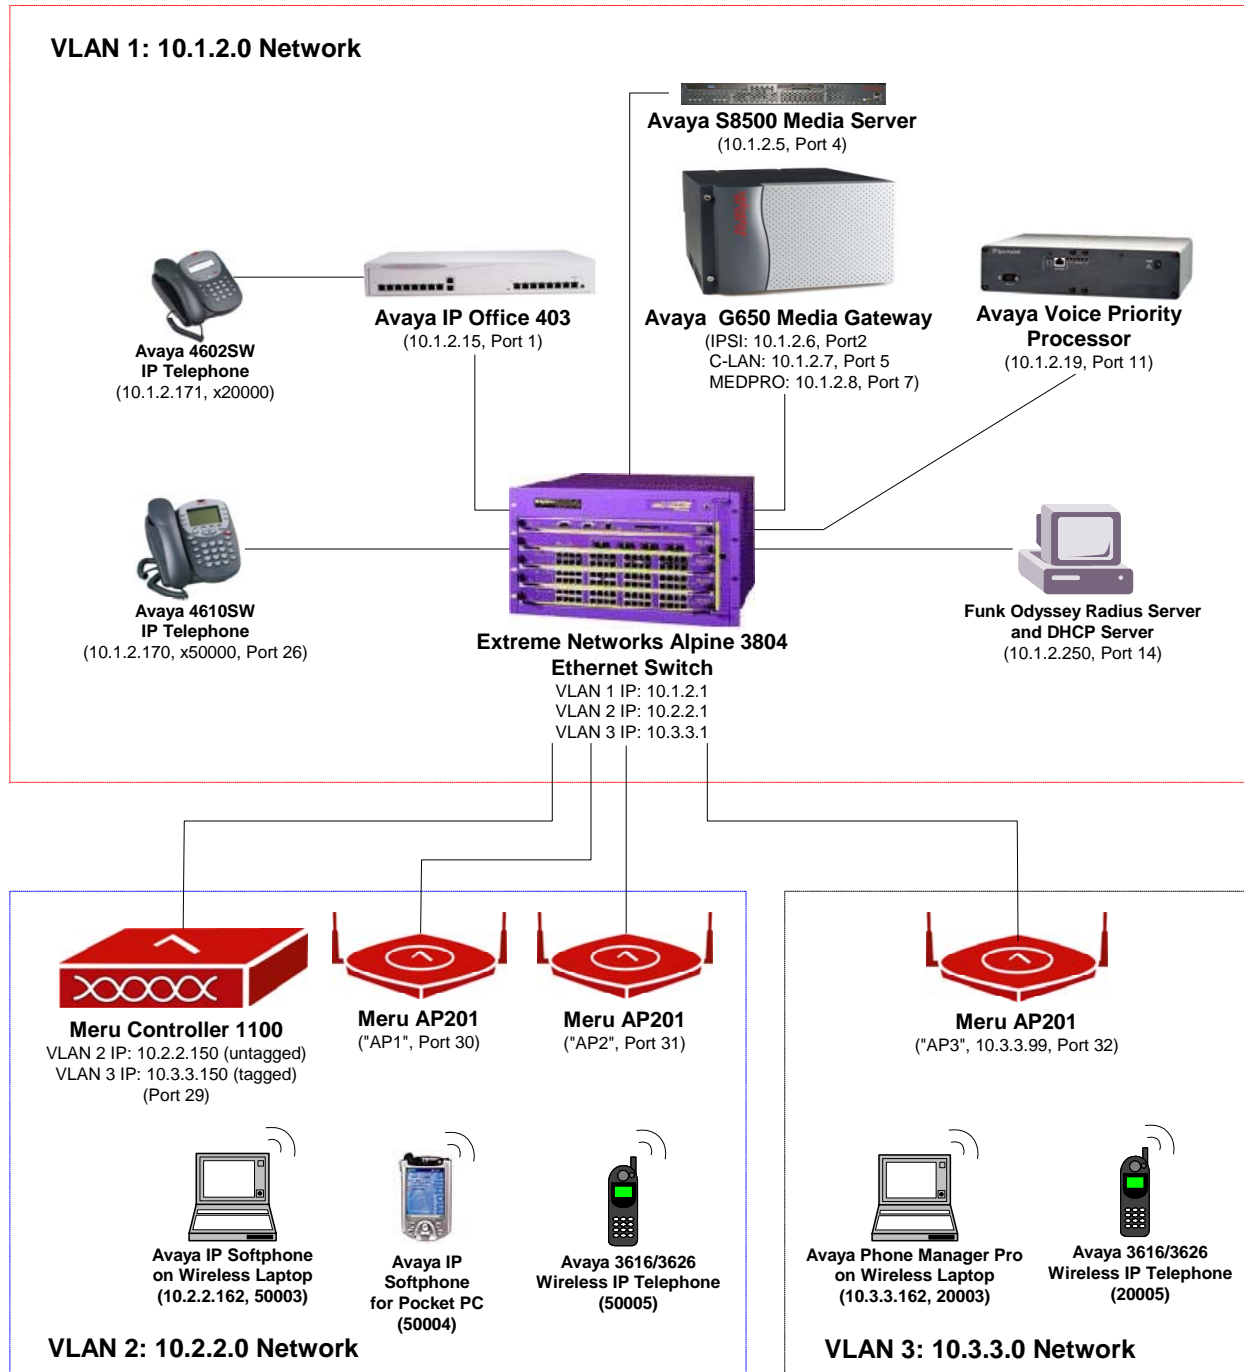 VLAN 1: 10.1.2.0 Network
Avaya S8500 Media Server
(10.1.2.5, Port 4)
Avaya 4602SW
IP Telephone
(10.1.2.171, x20000)
Avaya IP Office 403
(10.1.2.15, Port 1)
Avaya G650 Media Gateway
(IPSI: 10.1.2.6, Port2
C-LAN: 10.1.2.7, Port 5
MEDPRO: 10.1.2.8, Port 7)
Avaya Voice Priority
Processor
(10.1.2.19, Port 11)
Avaya 4610SW
IP Telephone
(10.1.2.170, x50000, Port 26)
Extreme Networks Alpine 3804
Ethernet Switch
VLAN 1 IP: 10.1.2.1
VLAN 2 IP: 10.2.2.1
VLAN 3 IP: 10.3.3.1
Funk Odyssey Radius Server
and DHCP Server
(10.1.2.250, Port 14)
Meru Controller 1100
VLAN 2 IP: 10.2.2.150 (untagged)
VLAN 3 IP: 10.3.3.150 (tagged)
(Port 29)
Meru AP201
("AP1", Port 30)
Meru AP201
("AP2", Port 31)
Meru AP201
("AP3", 10.3.3.99, Port 32)
Avaya IP Softphone
on Wireless Laptop
(10.2.2.162, 50003)
Avaya IP
Softphone
for Pocket PC
(50004)
Avaya 3616/3626
Wireless IP Telephone
(50005)
Avaya Phone Manager Pro
on Wireless Laptop
(10.3.3.162, 20003)
Avaya 3616/3626
Wireless IP Telephone
(20005)
VLAN 2: 10.2.2.0 Network
VLAN 3: 10.3.3.0 Network